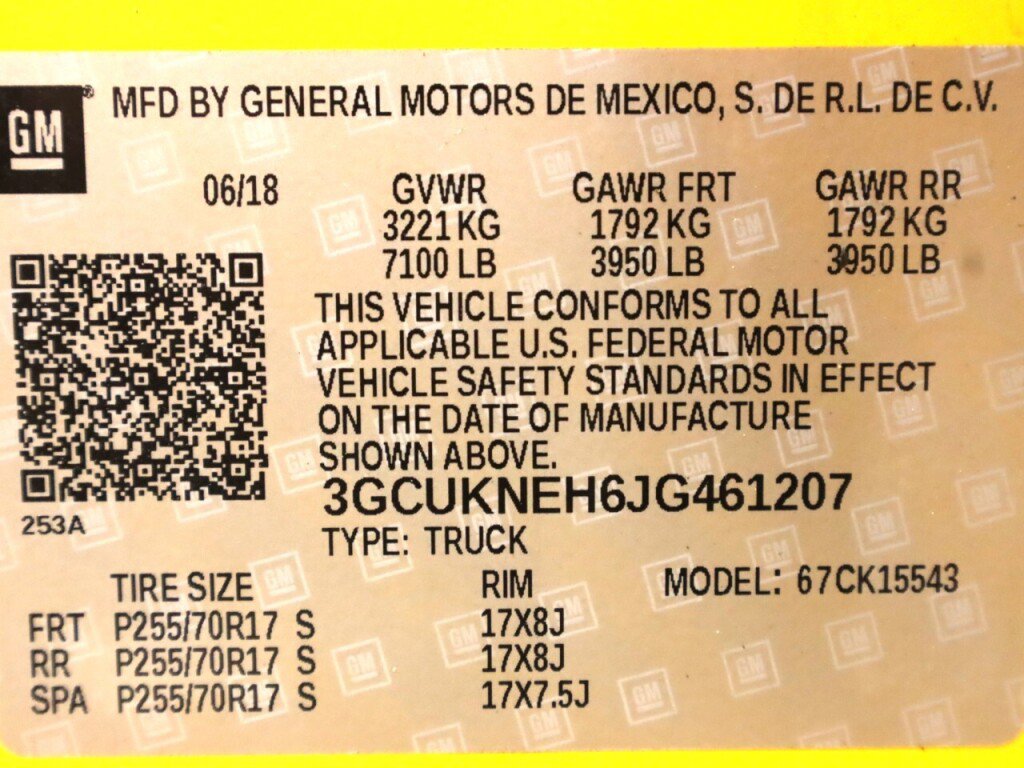 GM
MFD BY GENERAL MOTORS DE MEXICO, S. DE R.L. DE C.V.
06/18 GVWR GAWR FRT GAWR RR
3221 KG 1792 KG 1792 KG
7100 LB 3950 LB 3950 LB
THIS VEHICLE CONFORMS TO ALL
APPLICABLE U.S. FEDERAL MOTOR
VEHICLE SAFETY STANDARDS IN EFFECT
ON THE DATE OF MANUFACTURE
SHOWN ABOVE.
3GCUKNEH6JG461207
253A
TYPE: TRUCK
TIRE SIZE RIM MODEL: 67CK15543
FRT P255/70R17 S 17X8J
RR P255/70R17 S 17X8J
SPA P255/70R17 S 17X7.5J